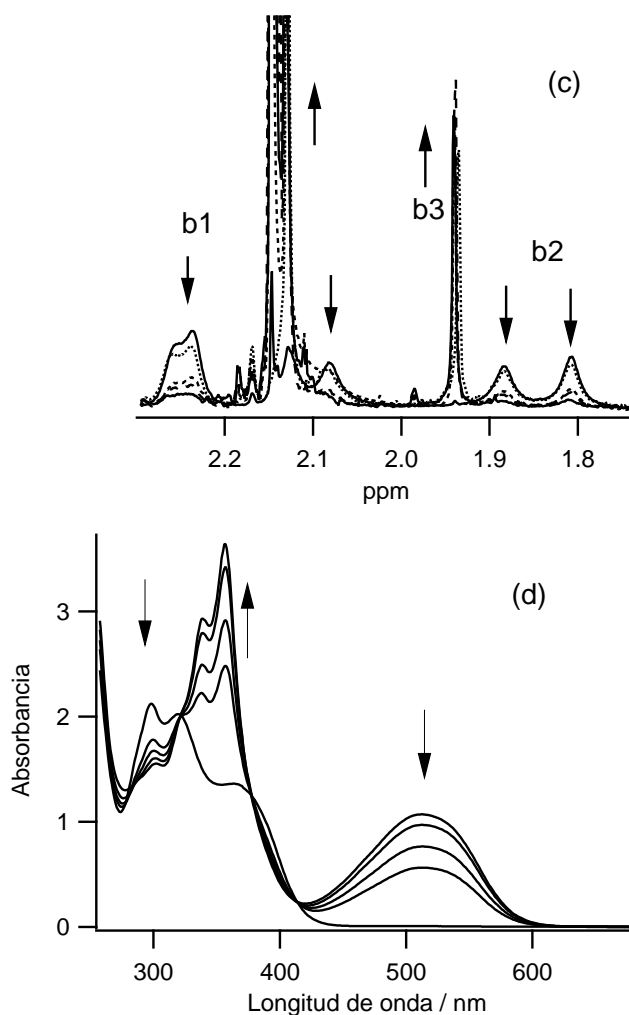 (c)
b1
b3
b2
2.2 2.1 2.0 1.9 1.8
ppm
(d)
3
2
1
0
Absorbancia
300 400 500 600
Longitud de onda / nm